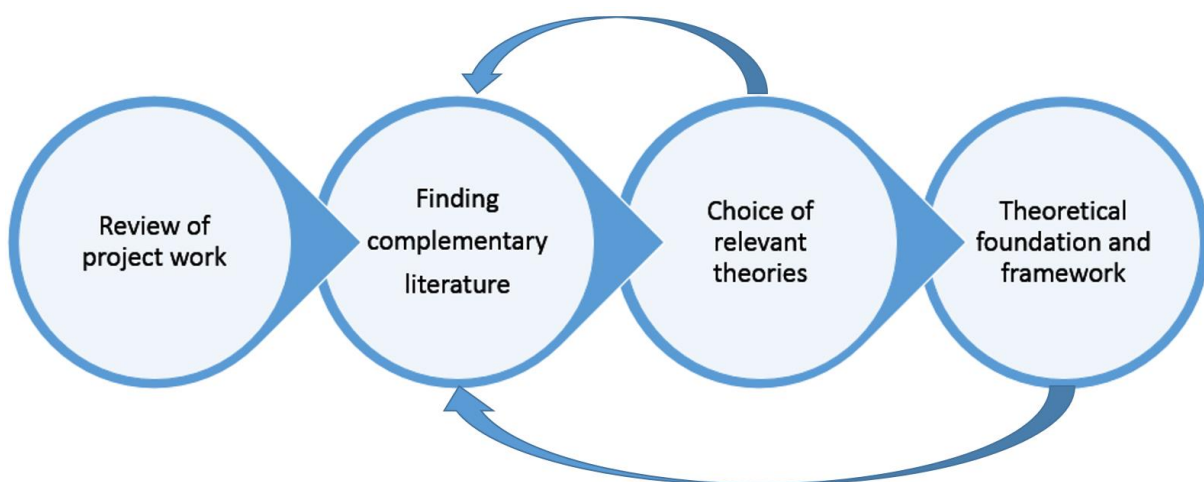 Review of
project work
Finding
complementary
literature
Choice of
relevant
theories
Theoretical
foundation and
framework